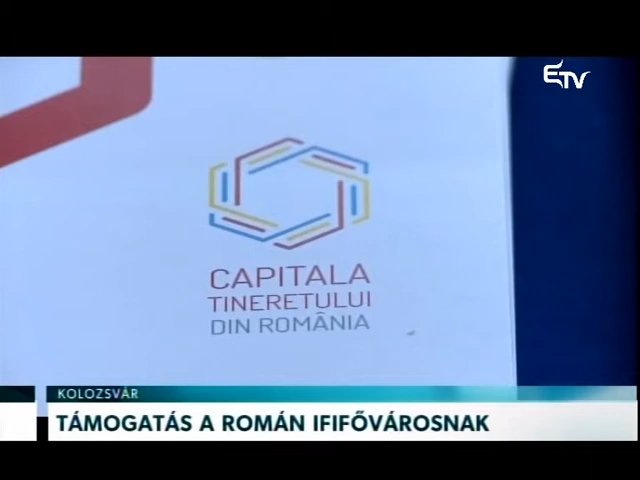 ETV
CAPITALA
TINERETULUI
DIN ROMÂNIA
KOLOZSVÁR
TÁMOGATÁS A ROMÁN IFIFŐVÁROSNAK